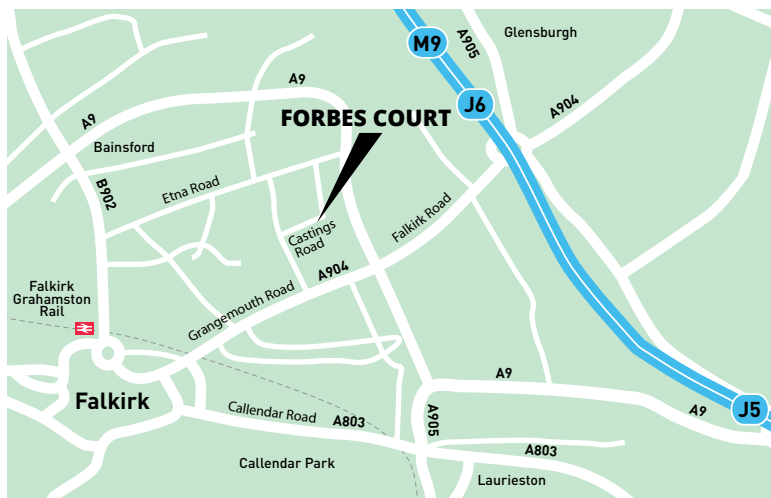 Glensburgh
M9
A905
A9
J6
A904
FORBES COURT
A9
Bainsford
B902
Etna Road
Castings
Road
Falkirk Road
A904
Falkirk
Grahamston
Rail
Grangemouth Road
A9
Falkirk
Callendar Road
A803
A905
A9
J5
A803
Callendar Park
Laurieston